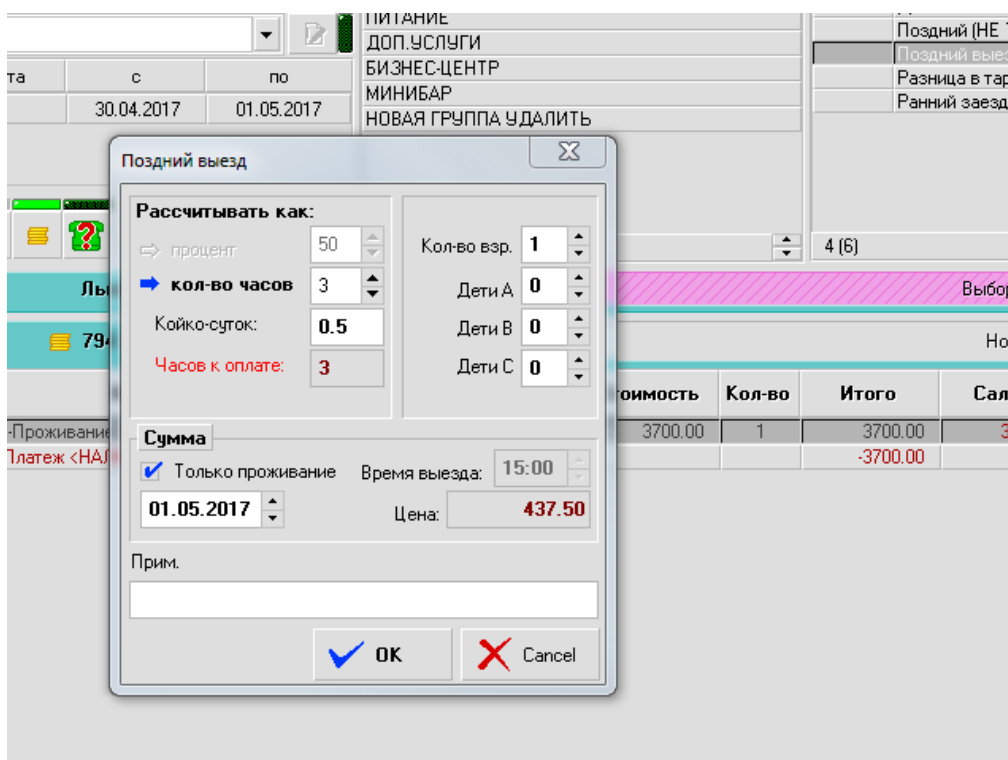 ПИТАНИЕ
ДОП.УСЛУГИ
БИЗНЕС-ЦЕНТР
МИНИБАР
НОВАЯ ГРУППА УДАЛИТЬ
Поздний (НЕ
Поздний выез
Разница в тар
Ранний заезд
та с по
30.04.2017 01.05.2017
4 (6)
Поздний выезд
Рассчитывать как:
процент 50
кол-во часов 3
Койко-суток: 0.5
Часов к оплате: 3
Кол-во взр. 1
Дети A 0
Дети B 0
Дети C 0
Сумма
Только проживание
Время выезда: 15:00
01.05.2017
Цена: 437.50
Прим.
OK Cancel
Лы
Выбор
794
Но
тоимость Кол-во Итого Сал
-Проживание 3700.00 1 3700.00 3
Платеж <НАЛ -3700.00